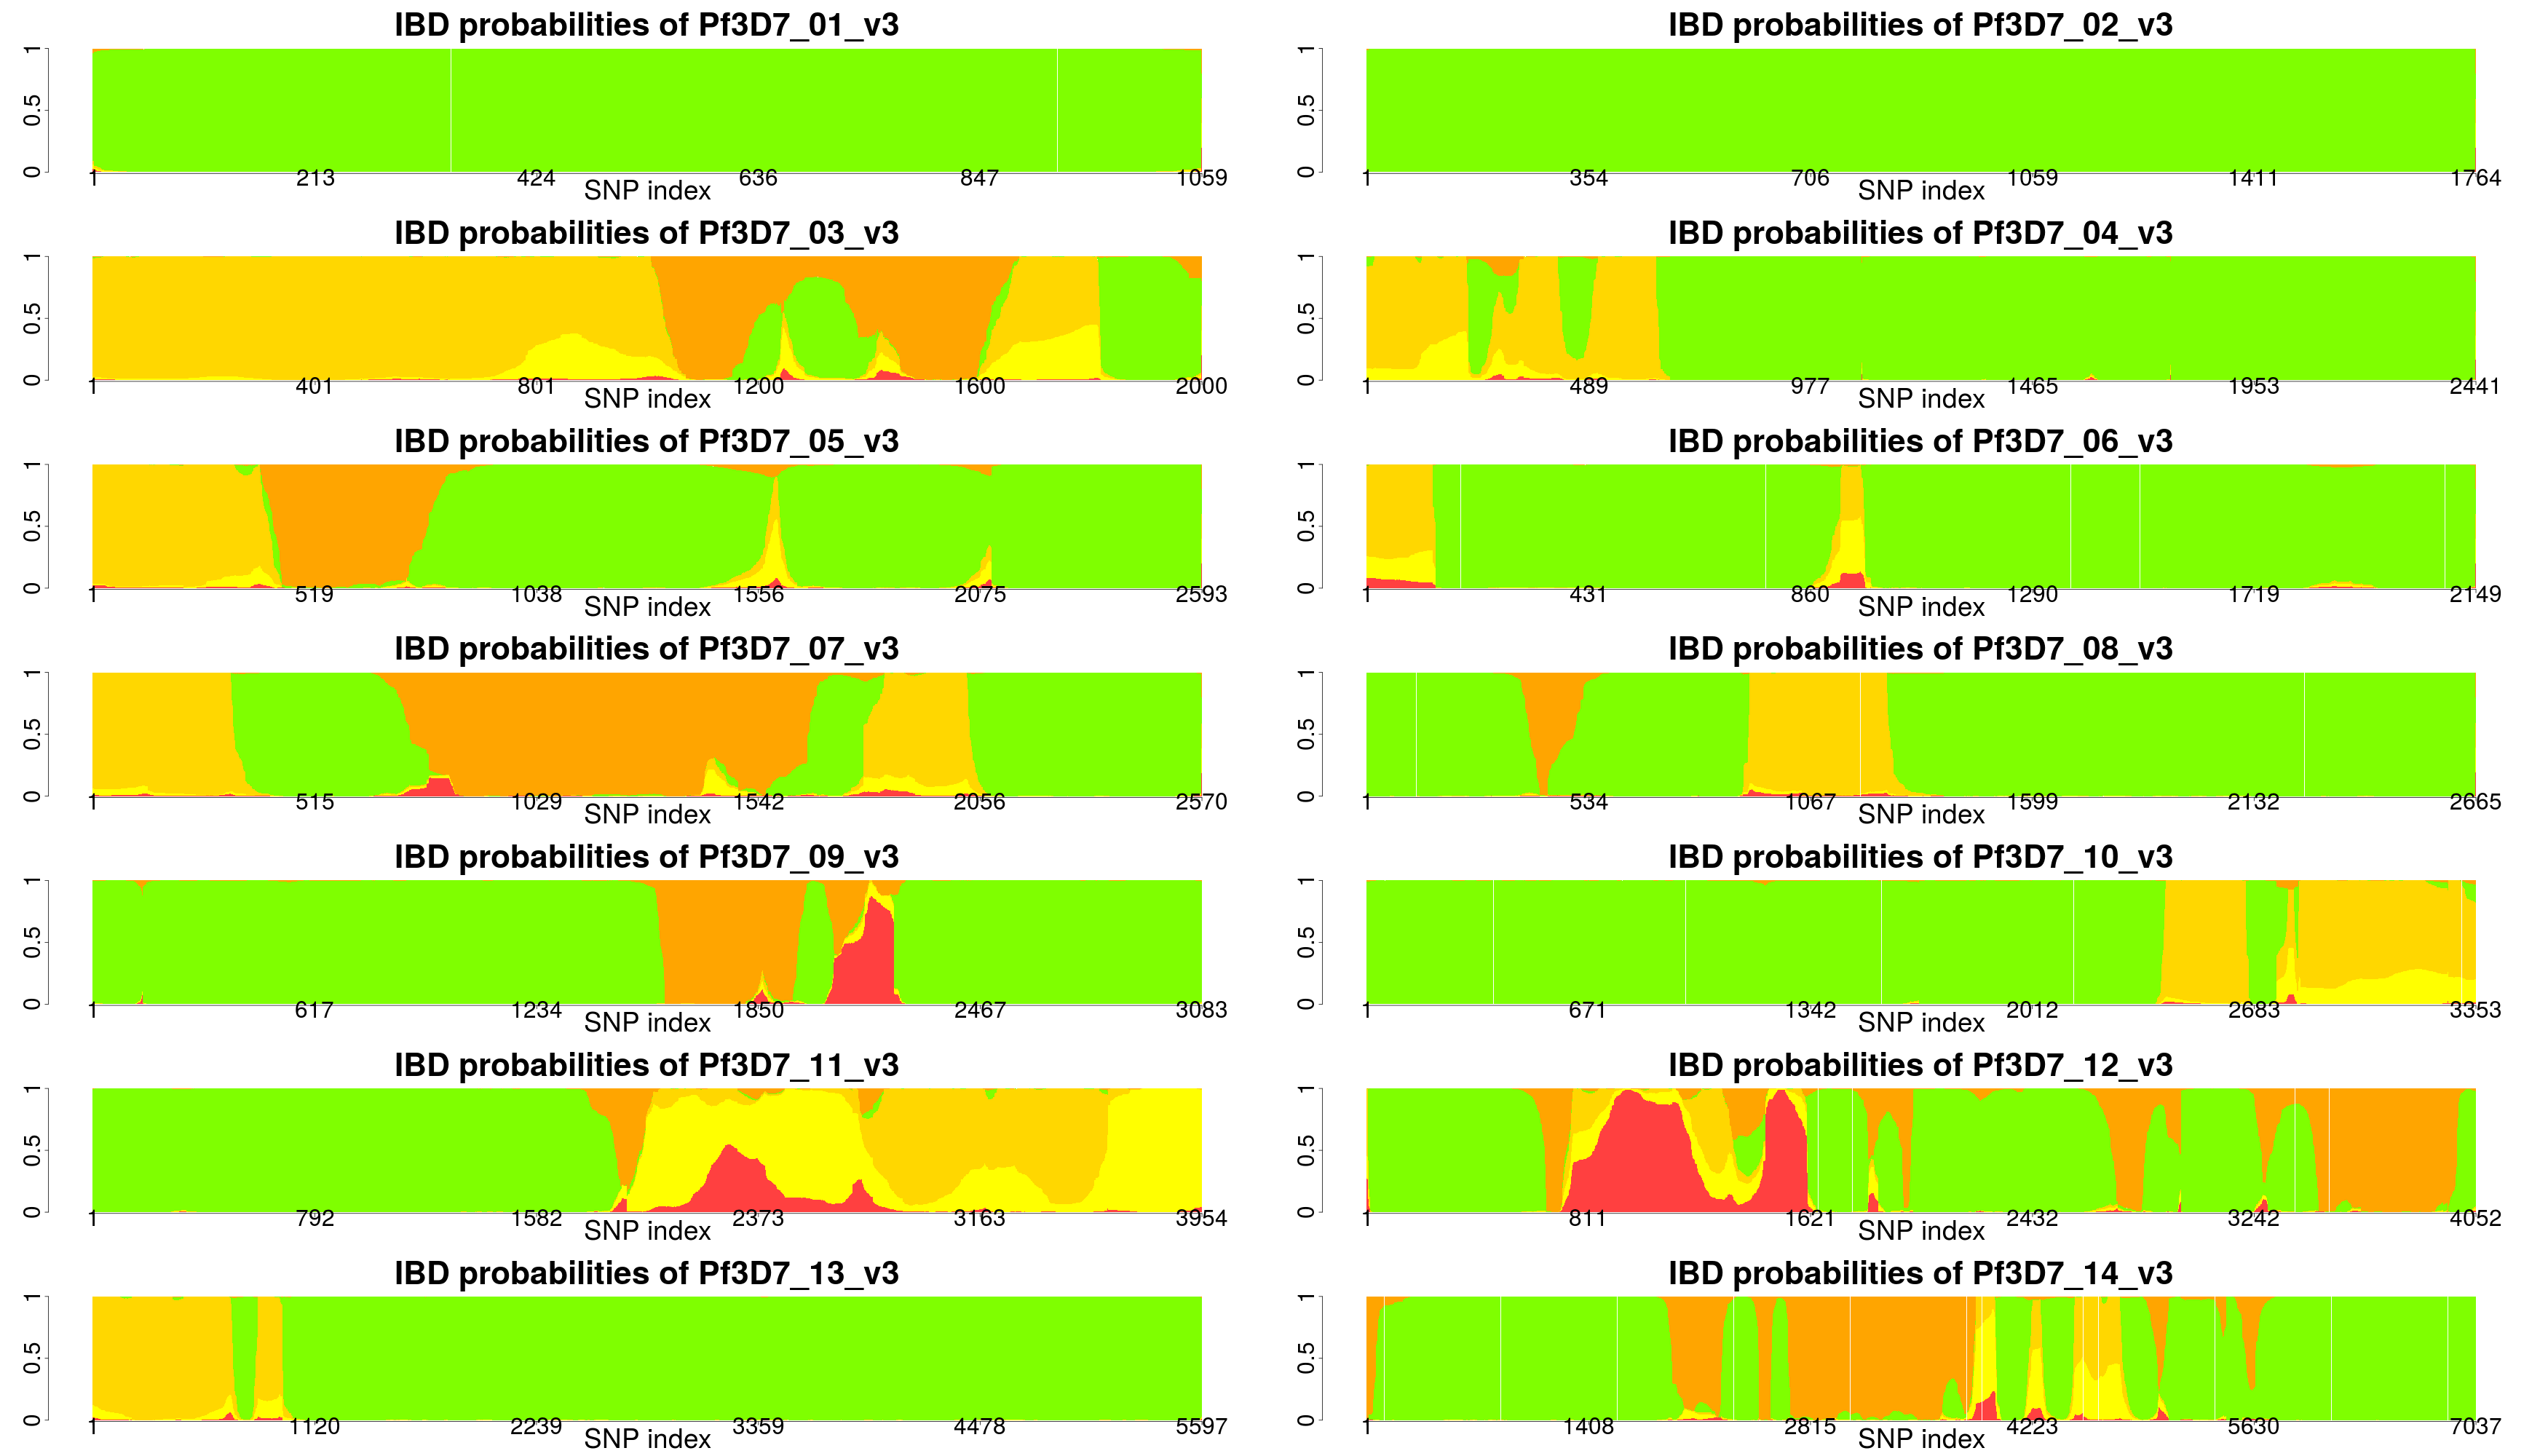 IBD probabilities of Pf3D7_01_v3
0 0.5 1
1 213 424 636 847 1059
SNP index
IBD probabilities of Pf3D7_02_v3
0 0.5 1
1 354 706 1059 1411 1764
SNP index
IBD probabilities of Pf3D7_03_v3
0 0.5 1
1 401 801 1200 1600 2000
SNP index
IBD probabilities of Pf3D7_04_v3
0 0.5 1
1 489 977 1465 1953 2441
SNP index
IBD probabilities of Pf3D7_05_v3
0 0.5 1
1 519 1038 1556 2075 2593
SNP index
IBD probabilities of Pf3D7_06_v3
0 0.5 1
1 431 860 1290 1719 2149
SNP index
IBD probabilities of Pf3D7_07_v3
0 0.5 1
1 515 1029 1542 2056 2570
SNP index
IBD probabilities of Pf3D7_08_v3
0 0.5 1
1 534 1067 1599 2132 2665
SNP index
IBD probabilities of Pf3D7_09_v3
0 0.5 1
1 617 1234 1850 2467 3083
SNP index
IBD probabilities of Pf3D7_10_v3
0 0.5 1
1 671 1342 2012 2683 3353
SNP index
IBD probabilities of Pf3D7_11_v3
0 0.5 1
1 792 1582 2373 3163 3954
SNP index
IBD probabilities of Pf3D7_12_v3
0 0.5 1
1 811 1621 2432 3242 4052
SNP index
IBD probabilities of Pf3D7_13_v3
0 0.5 1
1 1120 2239 3359 4478 5597
SNP index
IBD probabilities of Pf3D7_14_v3
0 0.5 1
1 1408 2815 4223 5630 7037
SNP index